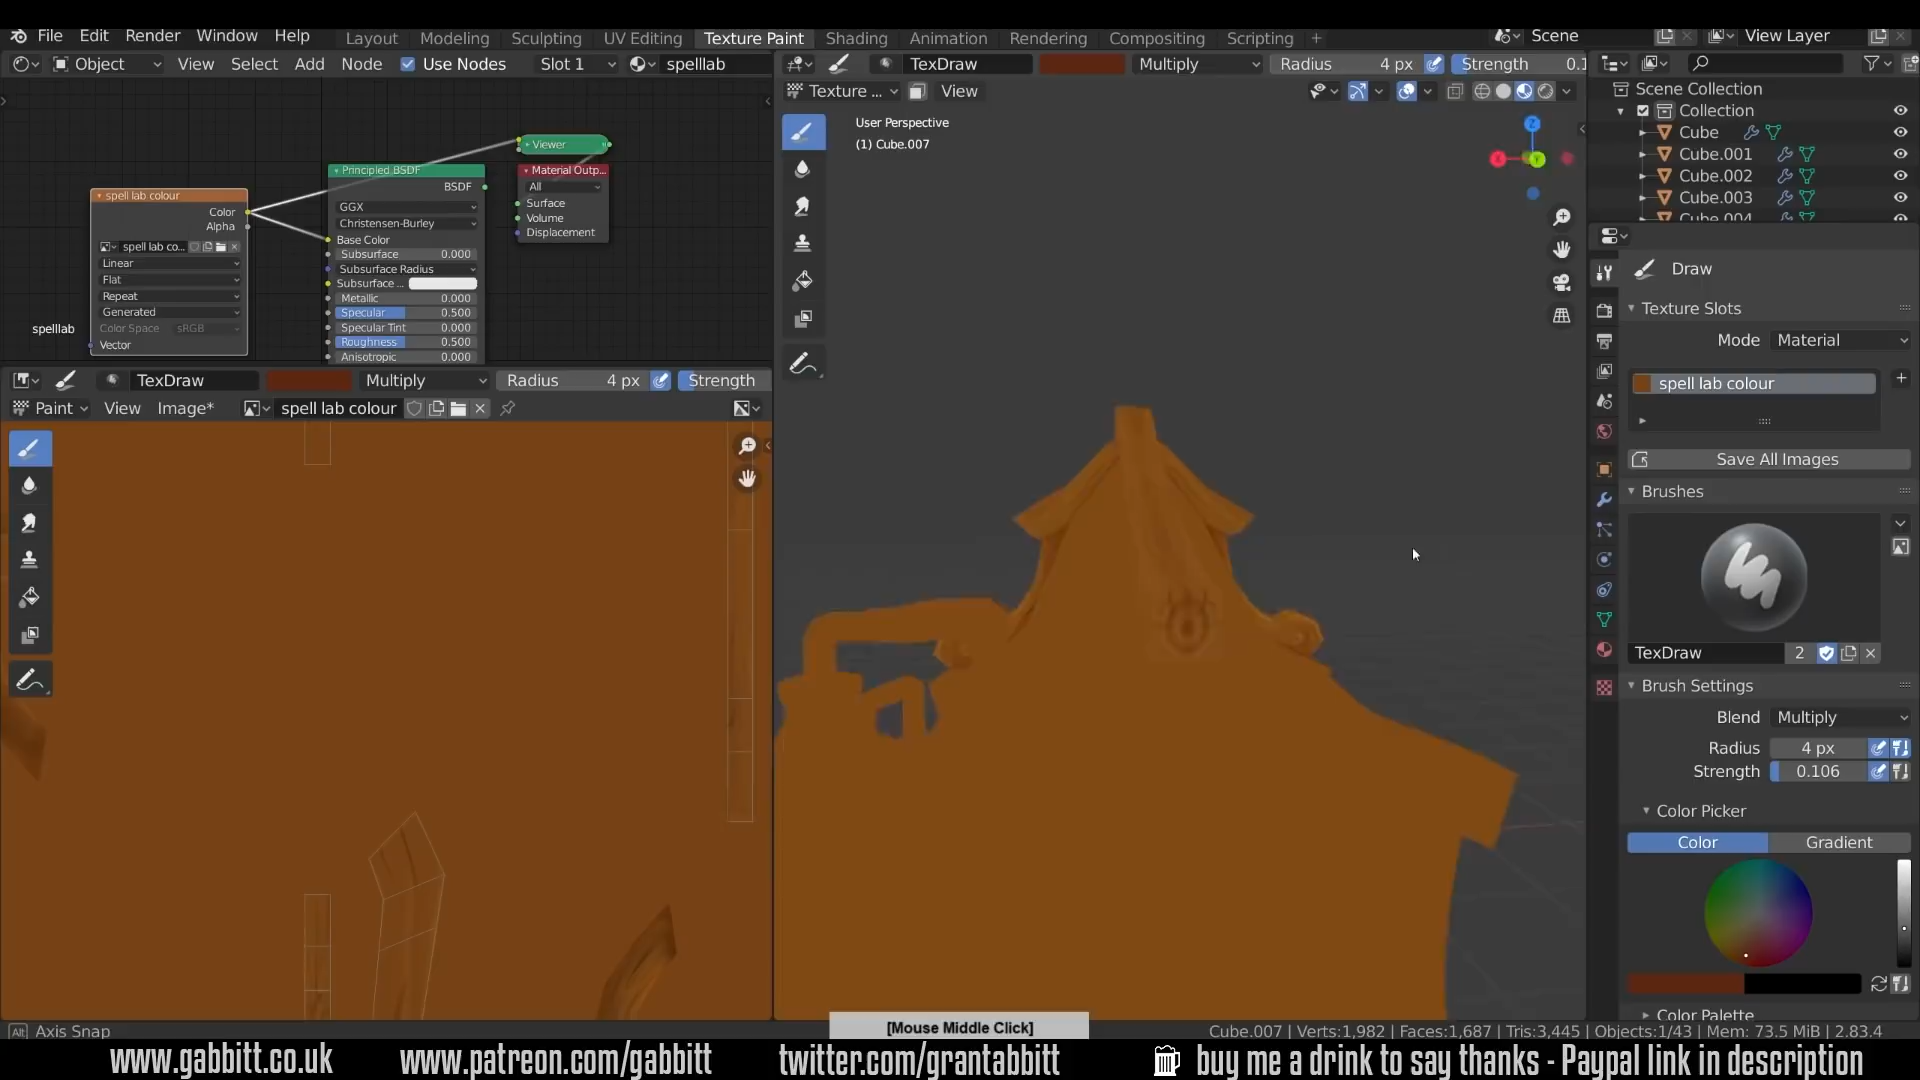 File Edit Render Window Help Layout Modeling Sculpting UV Editing Texture Paint Shading Animation Rendering Compositing Scripting + Scene View Layer
Object View Select Add Node Use Nodes Slot 1 spellab
TexDraw Multiply Radius 4 px Strength 0.1
Texture ... View
User Perspective
(1) Cube.007
Scene Collection
Collection
Cube
Cube.001
Cube.002
Cube.003
Cube.004
Viewer
Principled BSDF
BSDF
GGX
Christensen-Burley
Base Color
Subsurface 0.000
Subsurface Radius
Subsurface ...
Metallic 0.000
Specular 0.500
Specular Tint 0.000
Roughness 0.500
Anisotropic 0.000
Material Outp...
All
Surface
Volume
Displacement
spell lab colour
Color
Alpha
spell lab co...
Linear
Flat
Repeat
Generated
Color Space sRGB
Vector
spelllab
TexDraw Multiply Radius 4 px Strength
Paint View Image* spell lab colour
Draw
Texture Slots
Mode Material
spell lab colour
Save All Images
Brushes
TexDraw 2
Brush Settings
Blend Multiply
Radius 4 px
Strength 0.106
Color Picker
Color Gradient
Color Palette
Alt Axis Snap
[Mouse Middle Click]
Cube.007 | Verts:1,982 | Faces:1,687 | Tris:3,445 | Objects:1/43 | Mem: 73.5 MiB | 2.83.4
www.gabbitt.co.uk www.patreon.com/gabbitt twitter.com/grantabbitt buy me a drink to say thanks - Paypal link in description